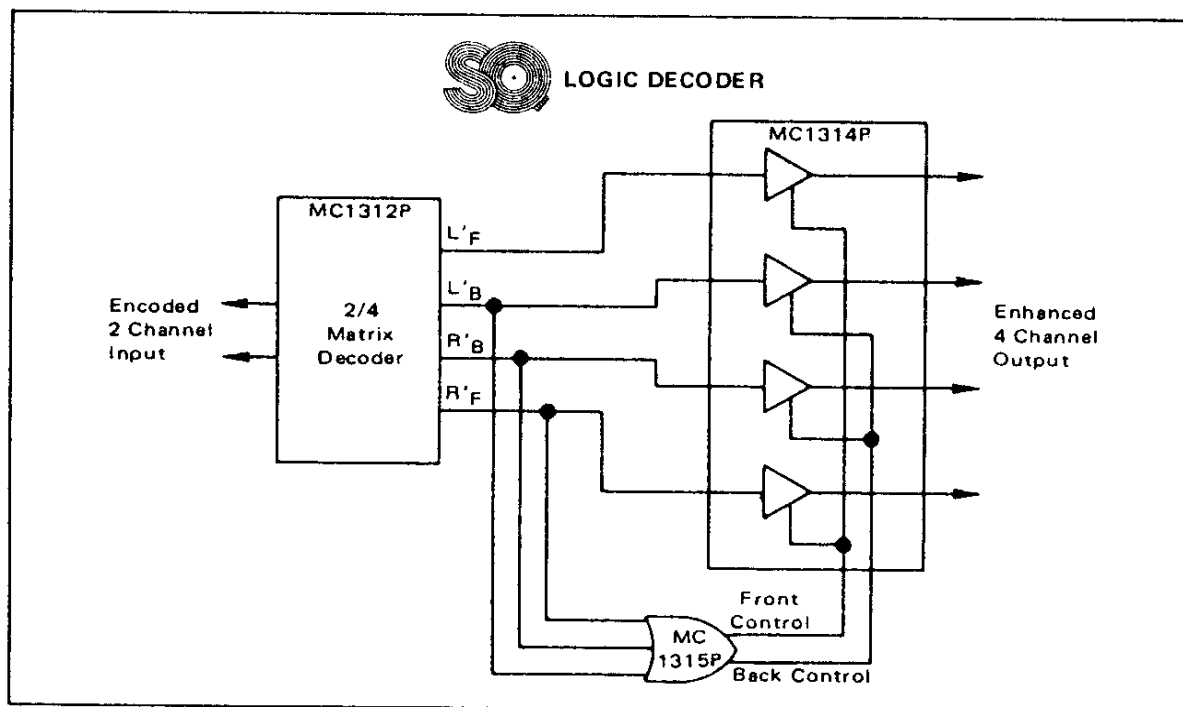 SQ LOGIC DECODER
MC1314P
MC1312P
L'F
L'B
R'B
R'F
Encoded
2 Channel
Input
2/4
Matrix
Decoder
Enhanced
4 Channel
Output
Front
Control
MC
1315P
Back Control